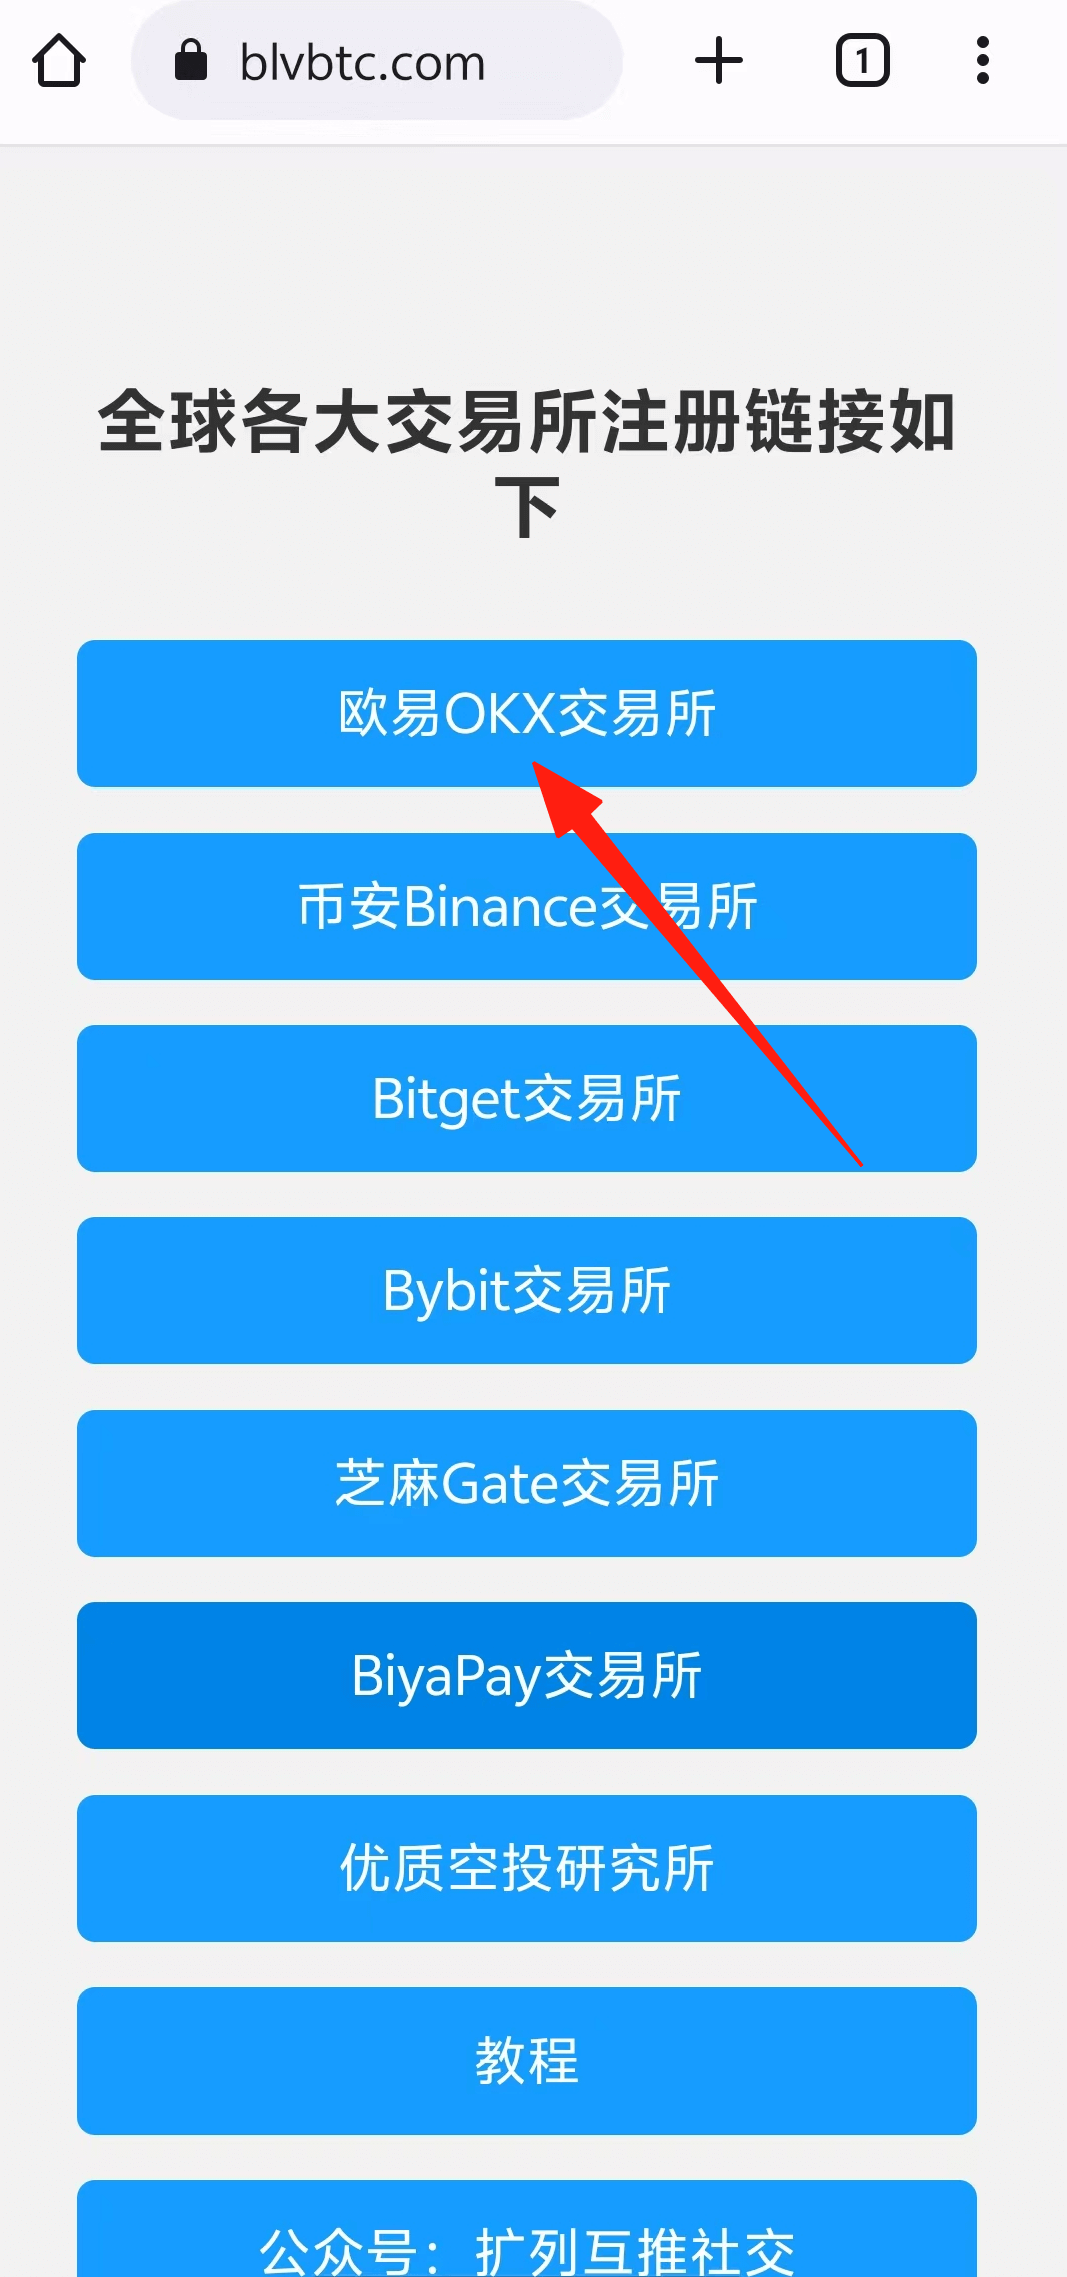 blvbtc.com
1
全球各大交易所注册链接如
下
欧易OKX交易所
币安Binance交易所
Bitget交易所
Bybit交易所
芝麻Gate交易所
BiyaPay交易所
优质空投研究所
教程
公众号：扩列互推社交